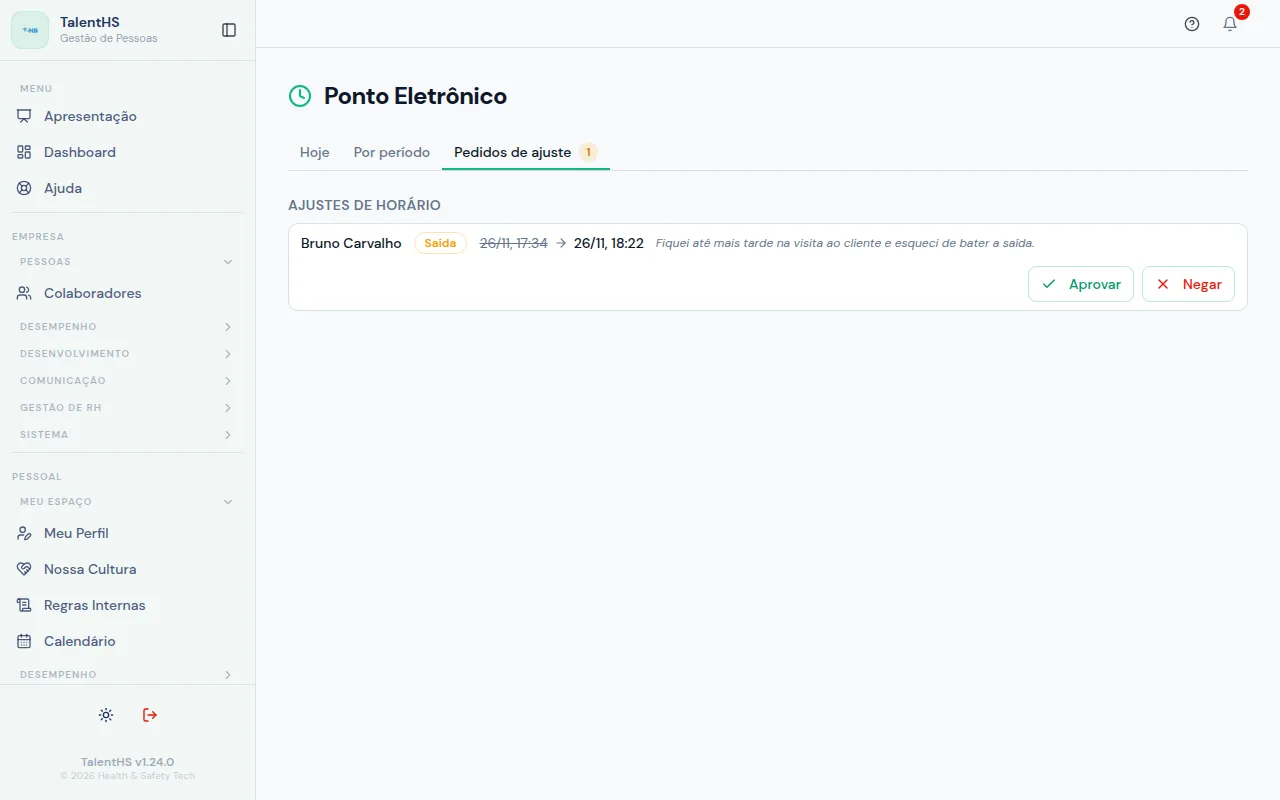 HS
TalentHS
Gestão de Pessoas
2
MENU
Apresentação
Dashboard
Ajuda
EMPRESA
PESSOAS
Colaboradores
DESEMPENHO
DESENVOLVIMENTO
COMUNICAÇÃO
GESTÃO DE RH
SISTEMA
PESSOAL
MEU ESPAÇO
Meu Perfil
Nossa Cultura
Regras Internas
Calendário
DESEMPENHO
TalentHS v1.24.0
© 2026 Health & Safety Tech
Ponto Eletrônico
Hoje Por período Pedidos de ajuste 1
AJUSTES DE HORÁRIO
Bruno Carvalho Saída 26/11, 17:34 → 26/11, 18:22 Fiquei até mais tarde na visita ao cliente e esqueci de bater a saída.
Aprovar Negar